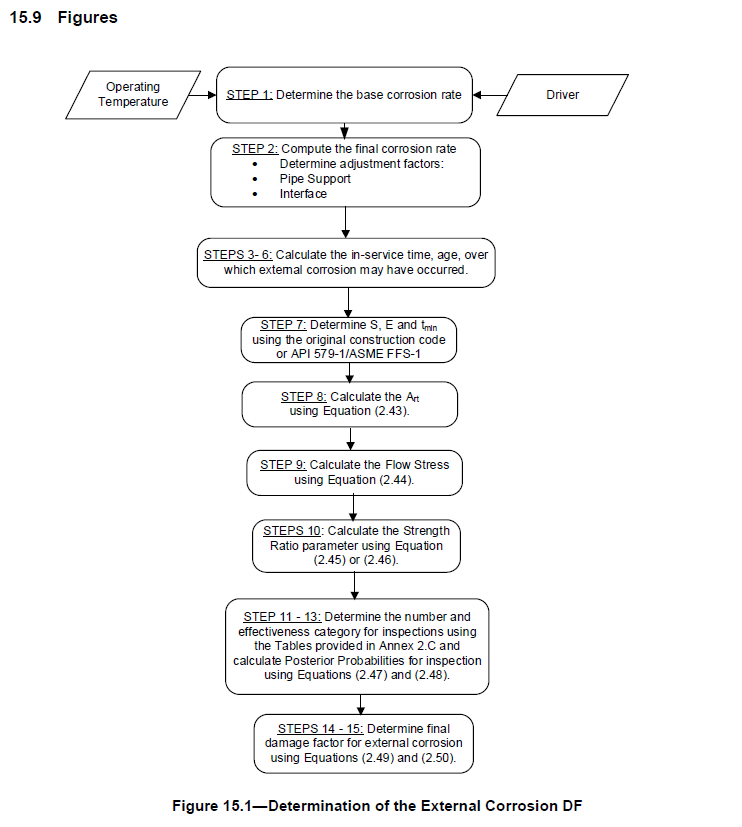 15.9 Figures
Operating
Temperature
STEP 1: Determine the base corrosion rate
Driver
STEP 2: Compute the final corrosion rate
• Determine adjustment factors:
• Pipe Support
• Interface
STEPS 3- 6: Calculate the in-service time, age, over
which external corrosion may have occurred.
STEP 7: Determine S, E and tmin
using the original construction code
or API 579-1/ASME FFS-1
STEP 8: Calculate the Art
using Equation (2.43).
STEP 9: Calculate the Flow Stress
using Equation (2.44).
STEPS 10: Calculate the Strength
Ratio parameter using Equation
(2.45) or (2.46).
STEP 11 - 13: Determine the number and
effectiveness category for inspections using
the Tables provided in Annex 2.C and
calculate Posterior Probabilities for inspection
using Equations (2.47) and (2.48).
STEPS 14 - 15: Determine final
damage factor for external corrosion
using Equations (2.49) and (2.50).
Figure 15.1—Determination of the External Corrosion DF